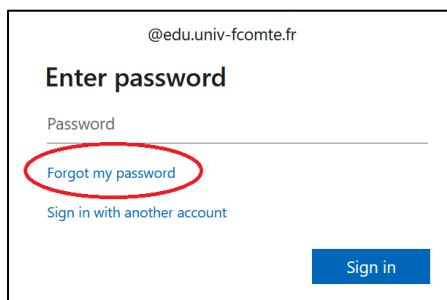 @edu.univ-fcomte.fr
Enter password
Password
Forgot my password
Sign in with another account
Sign in